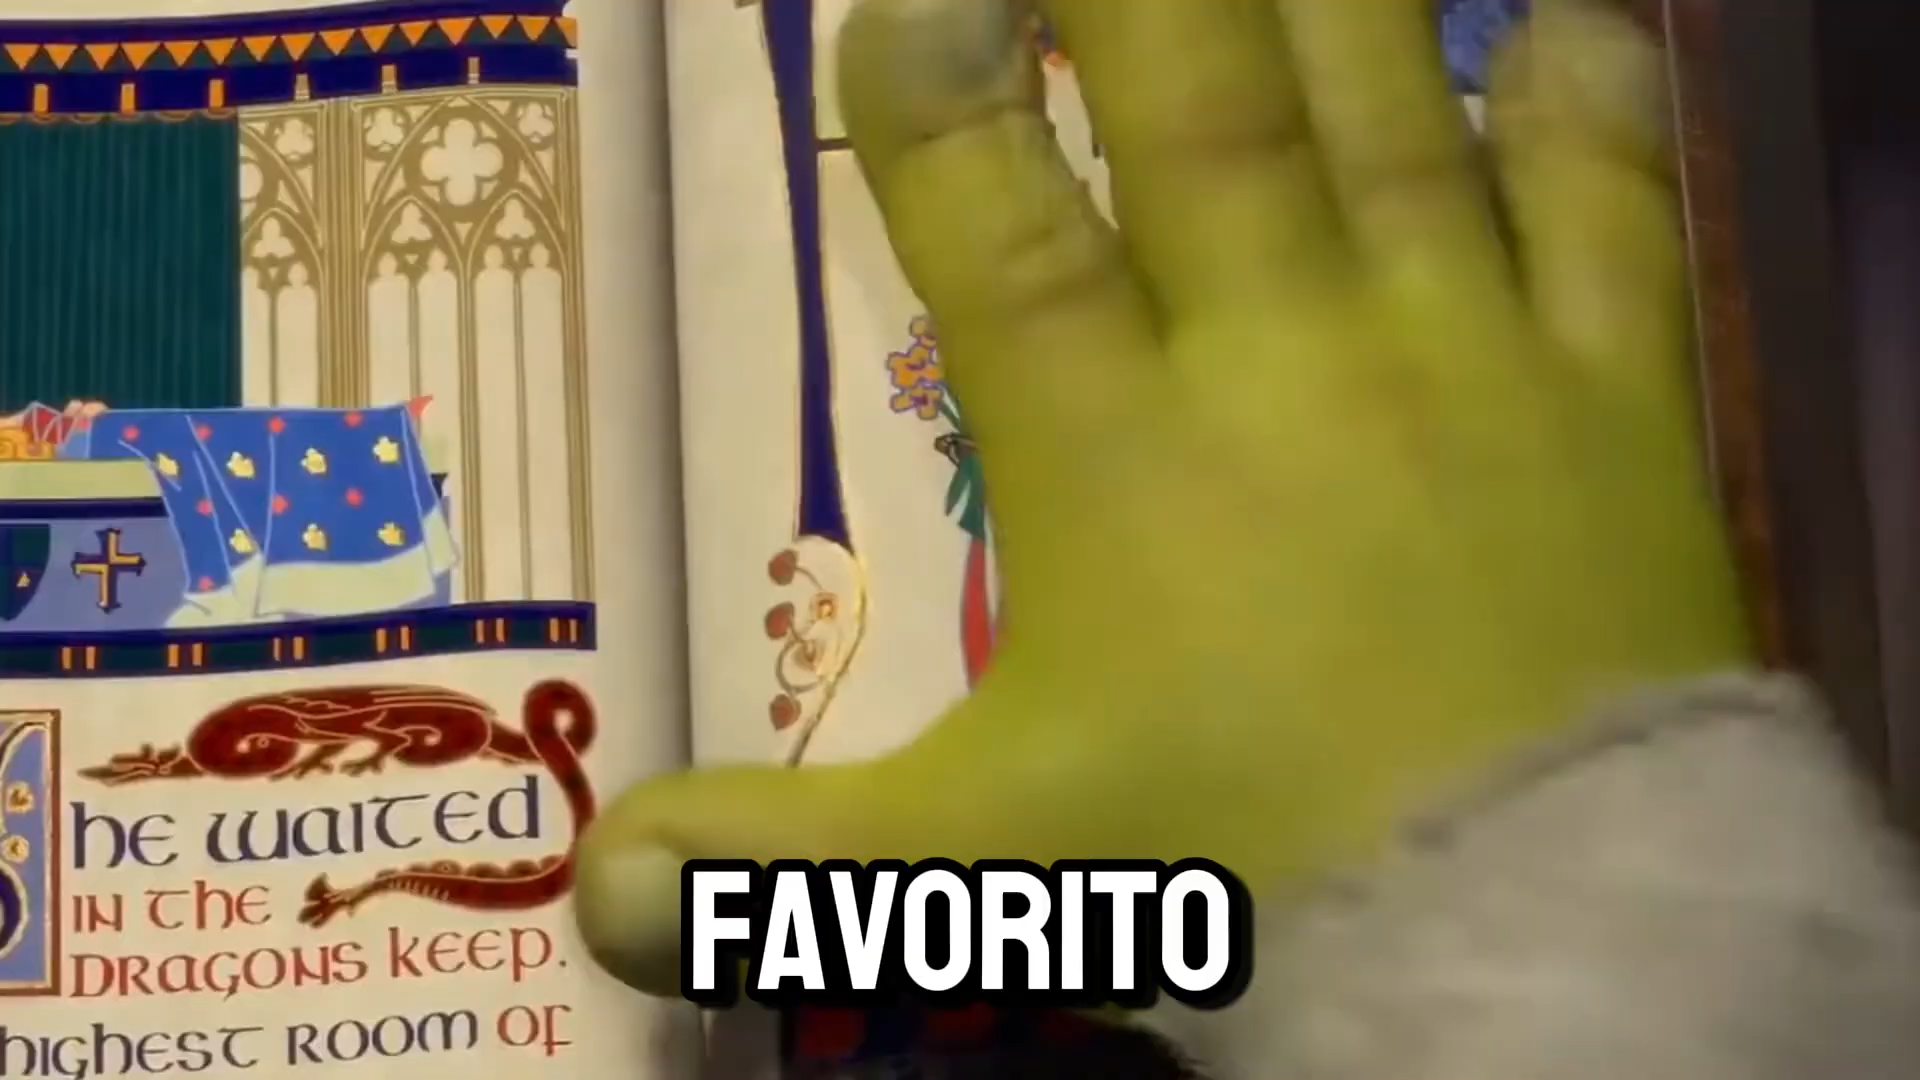 he waited
in the
dragons keep.
highest room of
FAVORITO